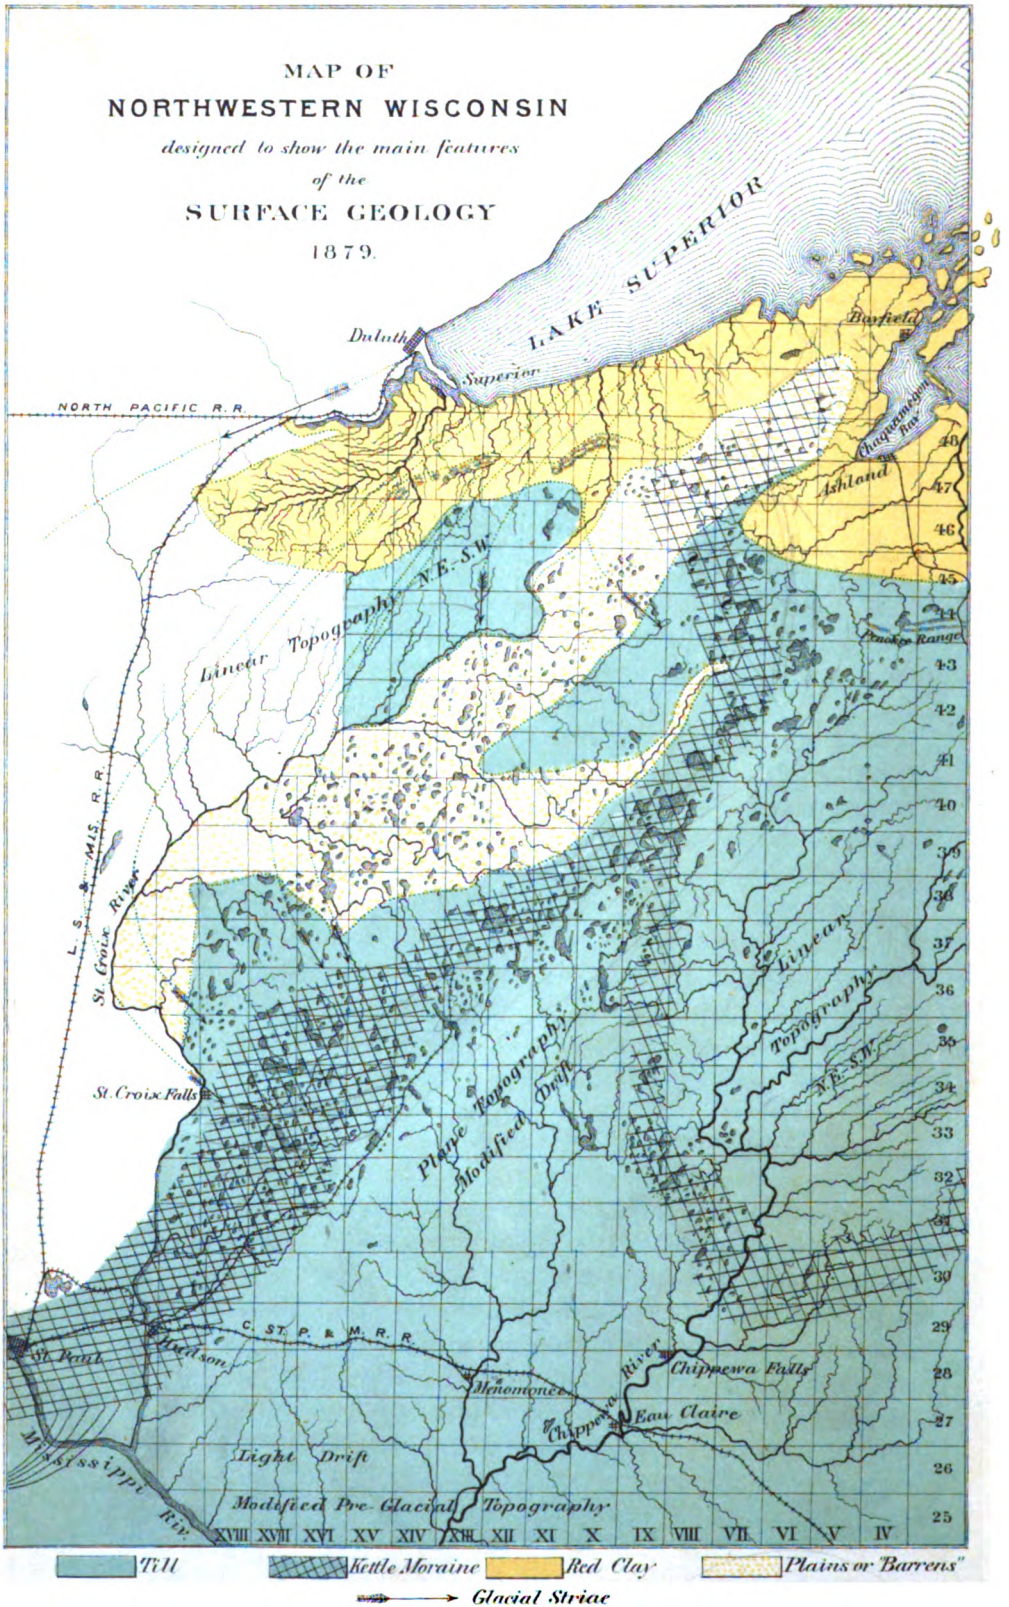 MAP OF
NORTHWESTERN WISCONSIN
designed to show the main features
of the
SURFACE GEOLOGY
1879.
LAKE SUPERIOR
Duluth
Superior
Bayfield
NORTH PACIFIC R.R.
Chaquamegon
Bay
Ashland
48
47
46
45
44
Penokee Range
43
42
41
40
39
38
37
36
35
34
33
32
31
30
29
28
27
26
25
Linear Topography N.E.-S.W.
L. S. & MIS. R.R.
St. Croix River
St. Croix Falls
Linear
Topography
N.E.-S.W.
Plane Topography
Modified Drift
C. ST. P. & M. R. R.
St. Paul
Hudson
Menomonee
Chippewa River
Chippewa Falls
Eau Claire
Mississippi
Riv.
Light Drift
Modified Pre-Glacial Topography
XVIII XVII XVI XV XIV XIII XII XI X IX VIII VII VI V IV
Till Kettle Moraine Red Clay Plains or "Barrens"
Glacial Striae